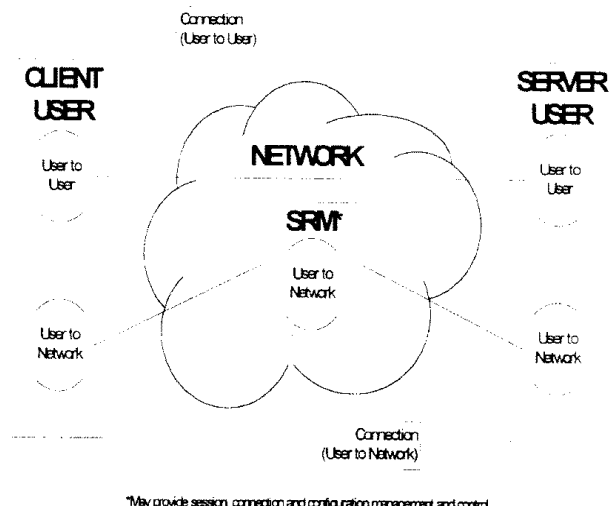 Connection
(User to User)
CLIENT
USER
SERVER
USER
NETWORK
User to
User
User to
User
SRM*
User to
Network
User to
Network
User to
Network
Connection
(User to Network)
*May provide session, connection and configuration management and control